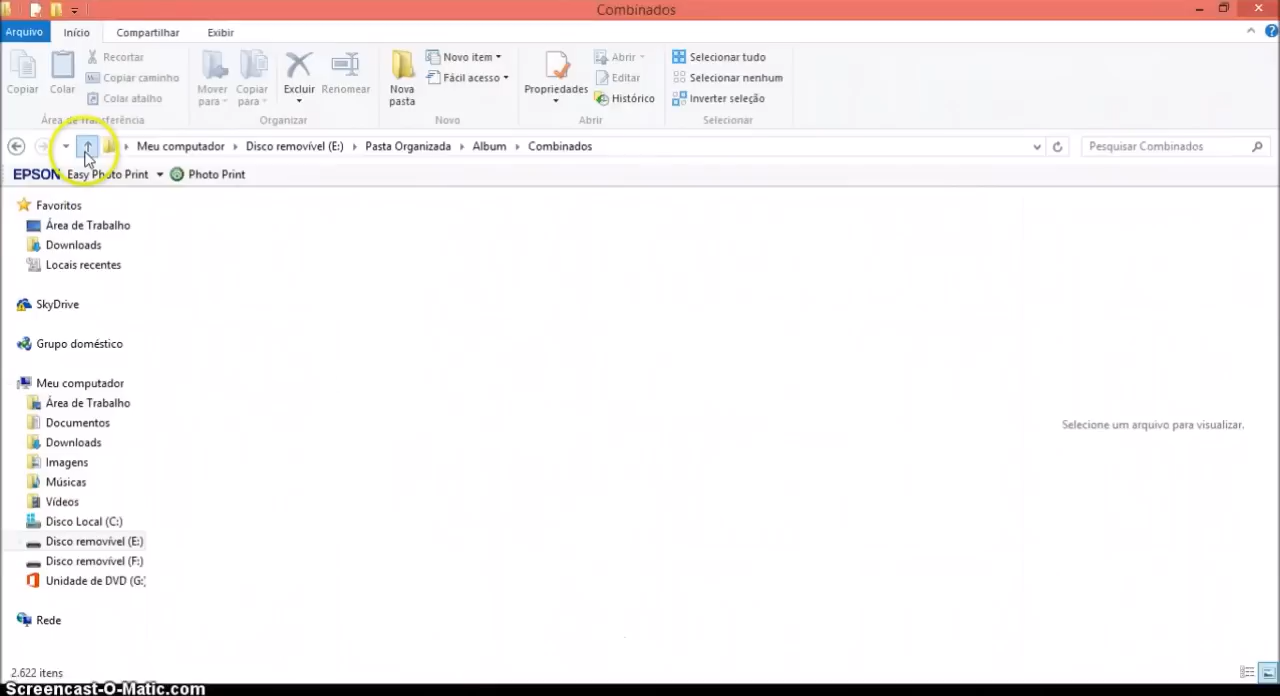 Combinados
Arquivo Início Compartilhar Exibir
Copiar
Colar
Recortar
Copiar caminho
Colar atalho
Área de Transferência
Mover para
Copiar para
Excluir
Renomear
Organizar
Nova pasta
Novo item
Fácil acesso
Novo
Propriedades
Abrir
Editar
Histórico
Abrir
Selecionar tudo
Selecionar nenhum
Inverter seleção
Selecionar
Meu computador Disco removível (E:) Pasta Organizada Album Combinados
Pesquisar Combinados
EPSON Easy Photo Print Photo Print
Favoritos
Área de Trabalho
Downloads
Locais recentes
SkyDrive
Grupo doméstico
Meu computador
Área de Trabalho
Documentos
Downloads
Imagens
Músicas
Vídeos
Disco Local (C:)
Disco removível (E:)
Disco removível (F:)
Unidade de DVD (G:)
Rede
Selecione um arquivo para visualizar.
2.622 itens
Screencast-O-Matic.com